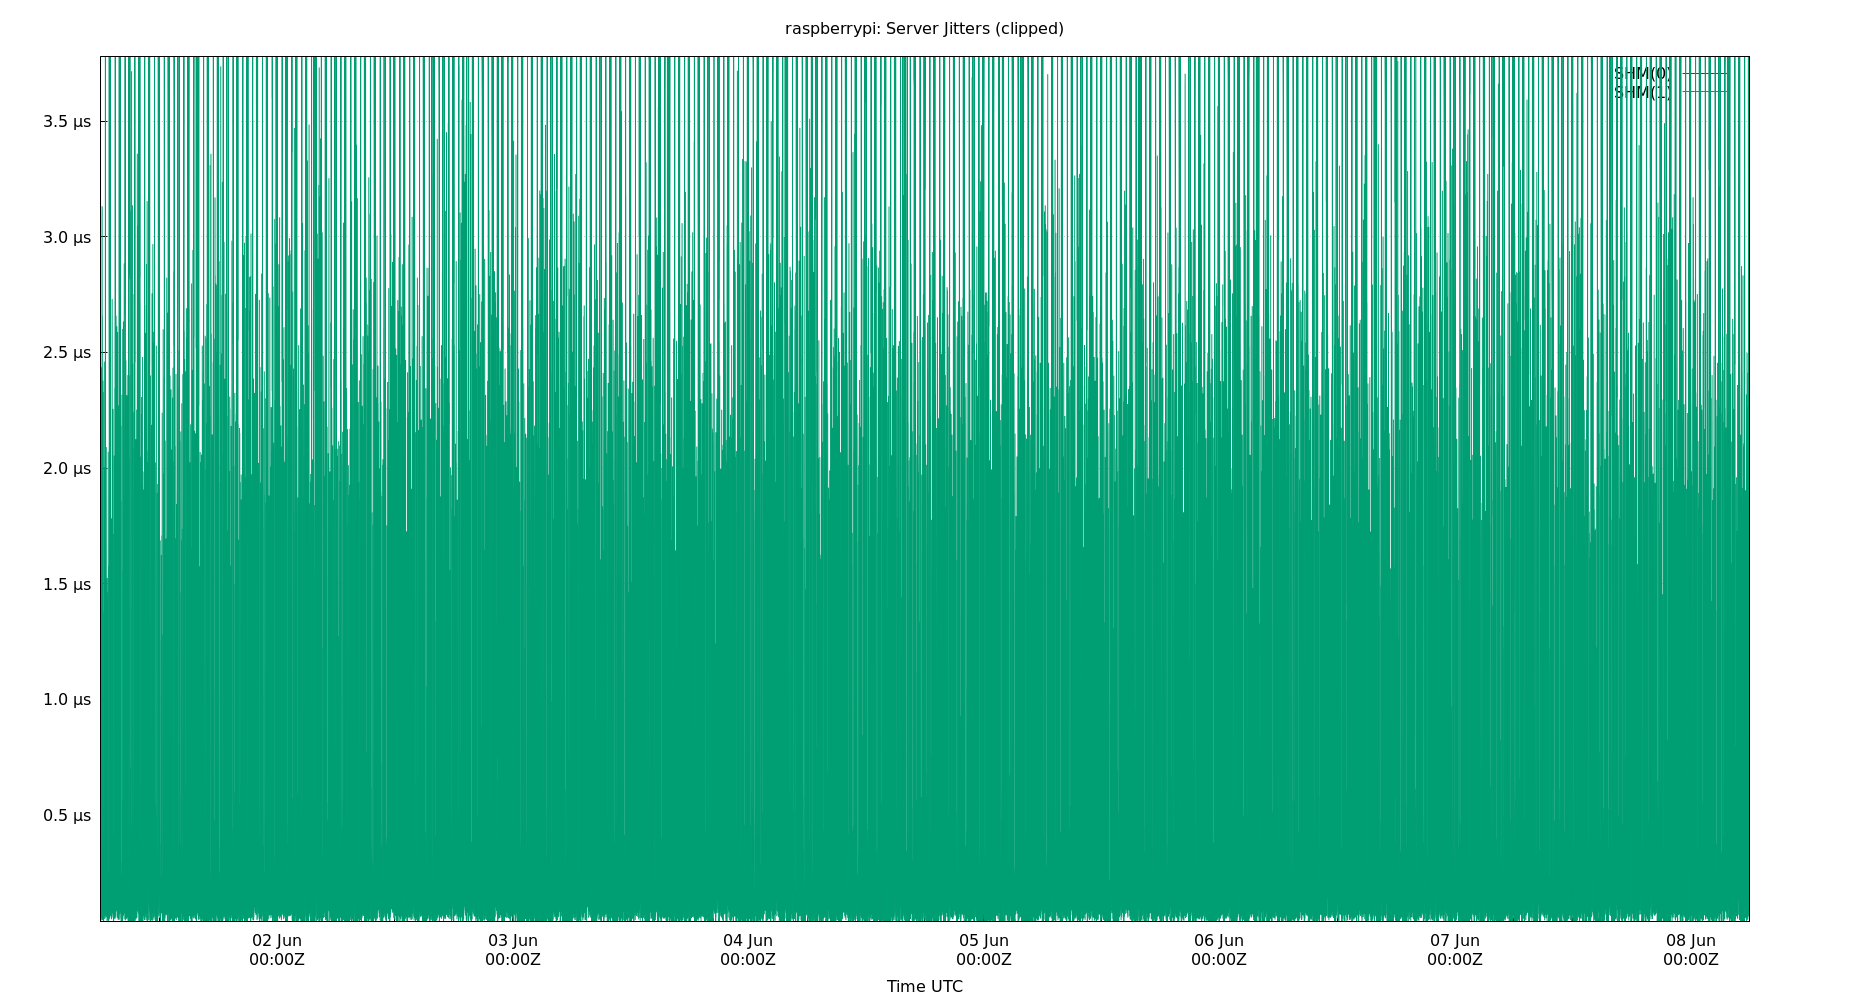 raspberrypi: Server Jitters (clipped)
SHM(0)
SHM(1)
3.5 µs
3.0 µs
2.5 µs
2.0 µs
1.5 µs
1.0 µs
0.5 µs
02 Jun 03 Jun 04 Jun 05 Jun 06 Jun 07 Jun 08 Jun
00:00Z 00:00Z 00:00Z 00:00Z 00:00Z 00:00Z 00:00Z
Time UTC